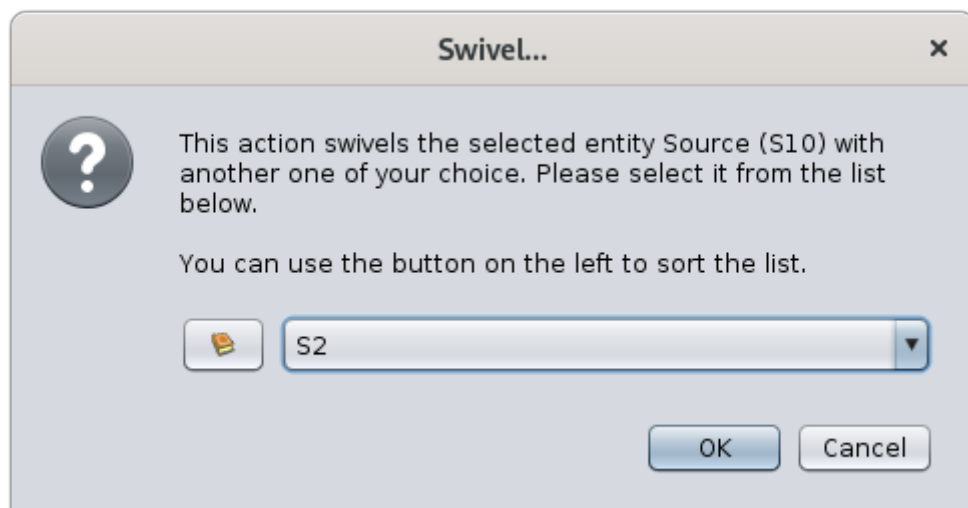 Swivel...
This action swivels the selected entity Source (S10) with
another one of your choice. Please select it from the list
below.
You can use the button on the left to sort the list.
S2
OK Cancel